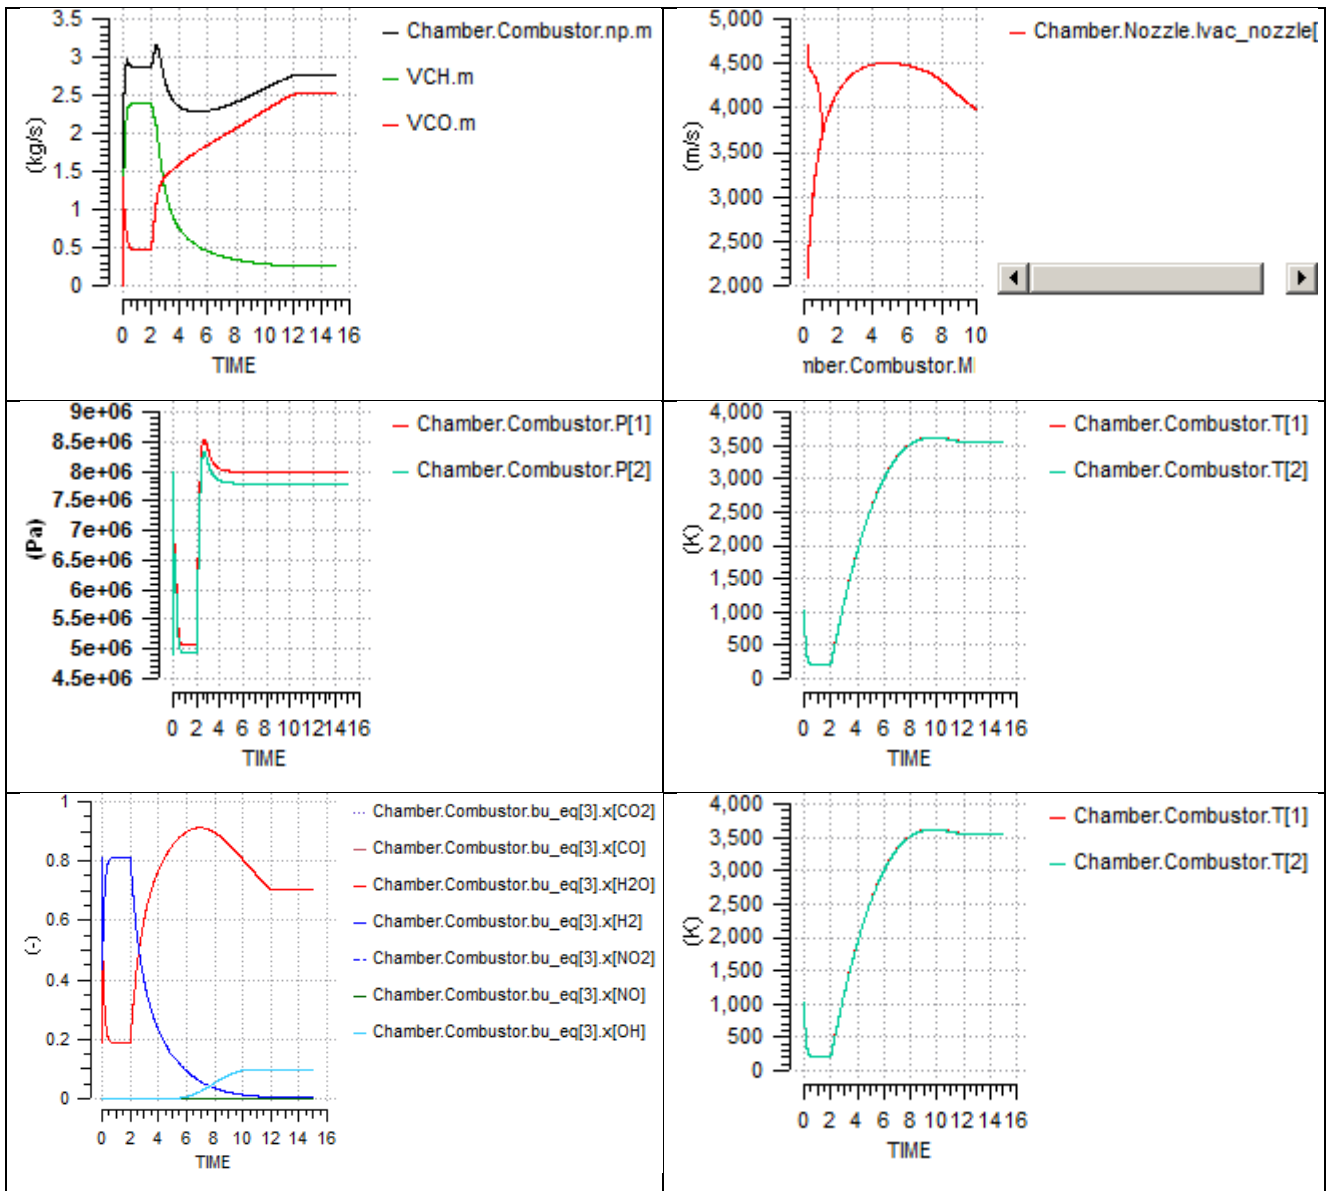 3.5
3
2.5
2
1.5
1
0.5
0
(kg/s)
0 2 4 6 8 10 12 14 16
TIME
Chamber.Combustor.np.m
VCH.m
VCO.m
5,000
4,500
4,000
3,500
3,000
2,500
2,000
(m/s)
0 2 4 6 8 10
mber.Combustor.M
Chamber.Nozzle.Ivac_nozzle[
9e+06
8.5e+06
8e+06
7.5e+06
7e+06
6.5e+06
6e+06
5.5e+06
5e+06
4.5e+06
(Pa)
0 2 4 6 8 10 12 14 16
TIME
Chamber.Combustor.P[1]
Chamber.Combustor.P[2]
4,000
3,500
3,000
2,500
2,000
1,500
1,000
500
0
(K)
0 2 4 6 8 10 12 14 16
TIME
Chamber.Combustor.T[1]
Chamber.Combustor.T[2]
1
0.8
0.6
0.4
0.2
0
(-)
0 2 4 6 8 10 12 14 16
TIME
Chamber.Combustor.bu_eq[3].x[CO2]
Chamber.Combustor.bu_eq[3].x[CO]
Chamber.Combustor.bu_eq[3].x[H2O]
Chamber.Combustor.bu_eq[3].x[H2]
Chamber.Combustor.bu_eq[3].x[NO2]
Chamber.Combustor.bu_eq[3].x[NO]
Chamber.Combustor.bu_eq[3].x[OH]
4,000
3,500
3,000
2,500
2,000
1,500
1,000
500
0
(K)
0 2 4 6 8 10 12 14 16
TIME
Chamber.Combustor.T[1]
Chamber.Combustor.T[2]